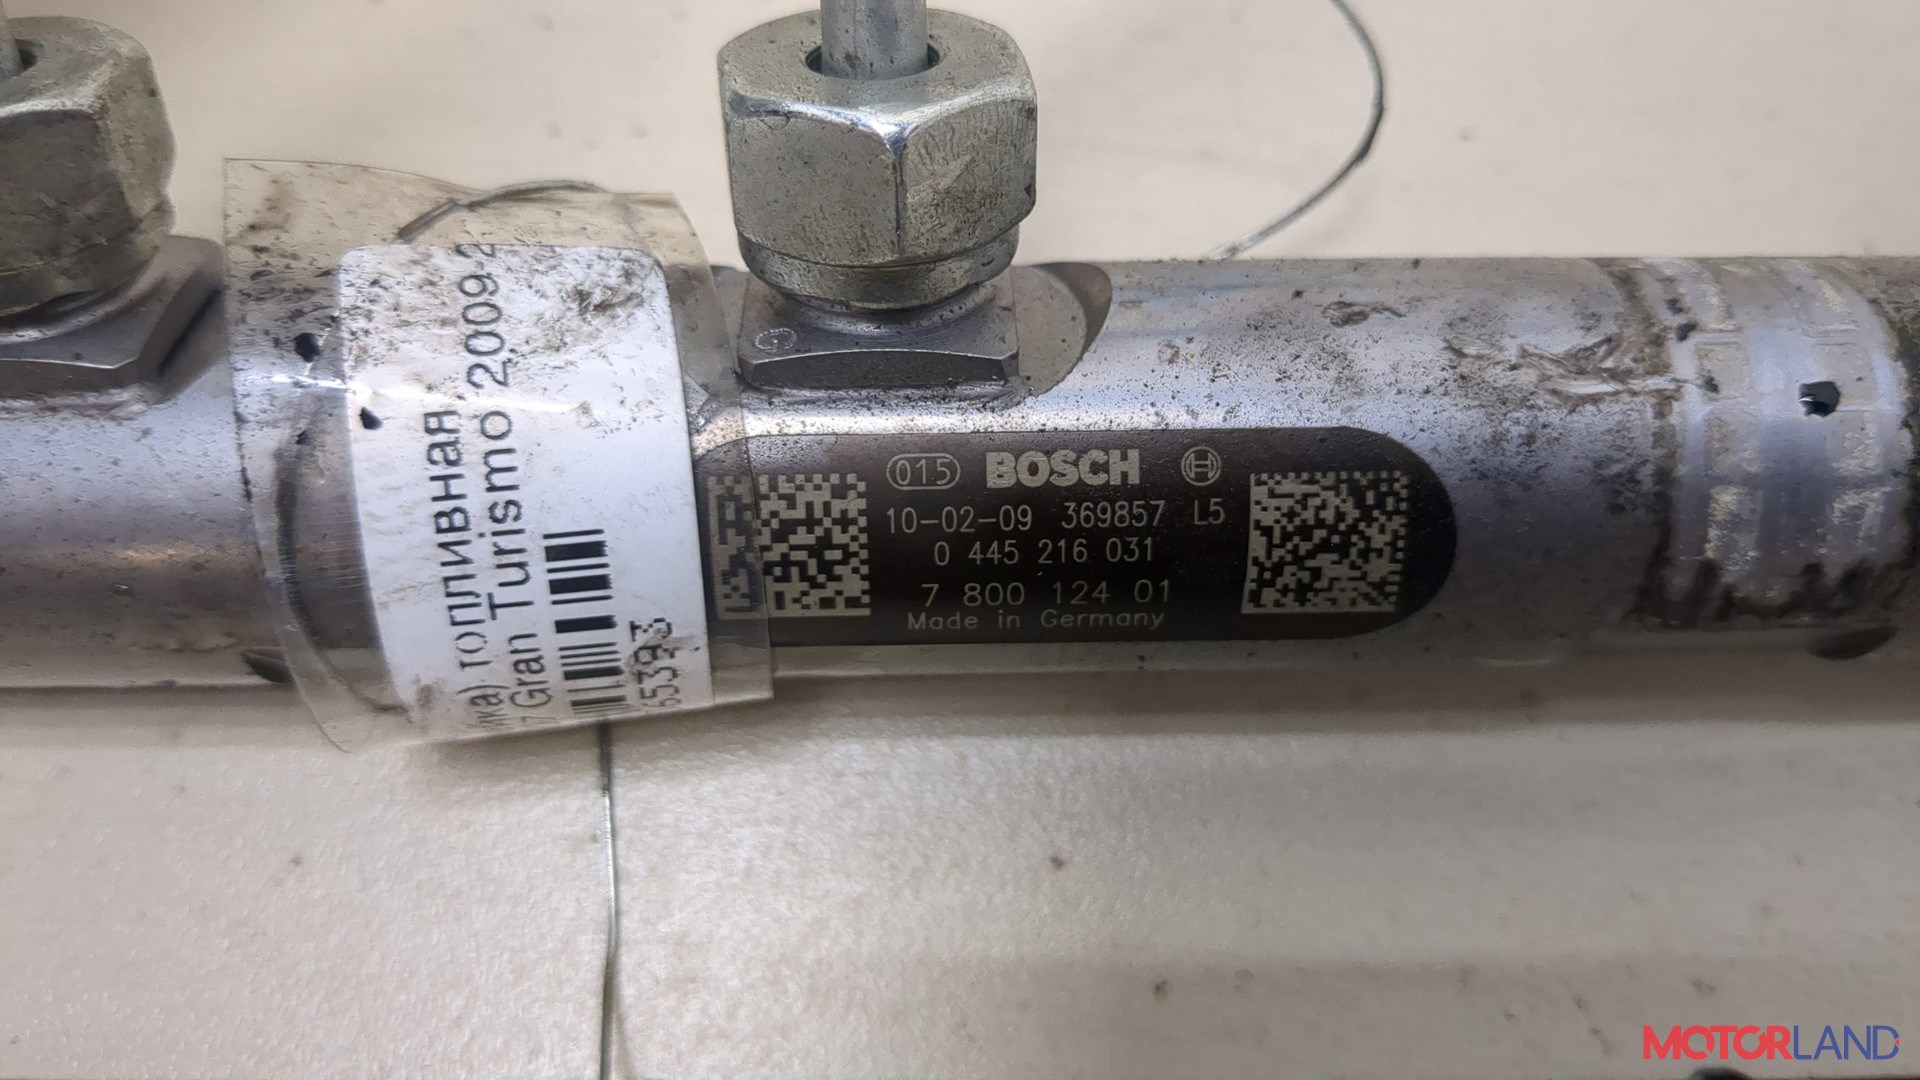 топливная
Gran Turismo 2009
015 BOSCH
10-02-09 369857 L5
0 445 216 031
7 800 124 01
Made in Germany
G
MOTORLAND